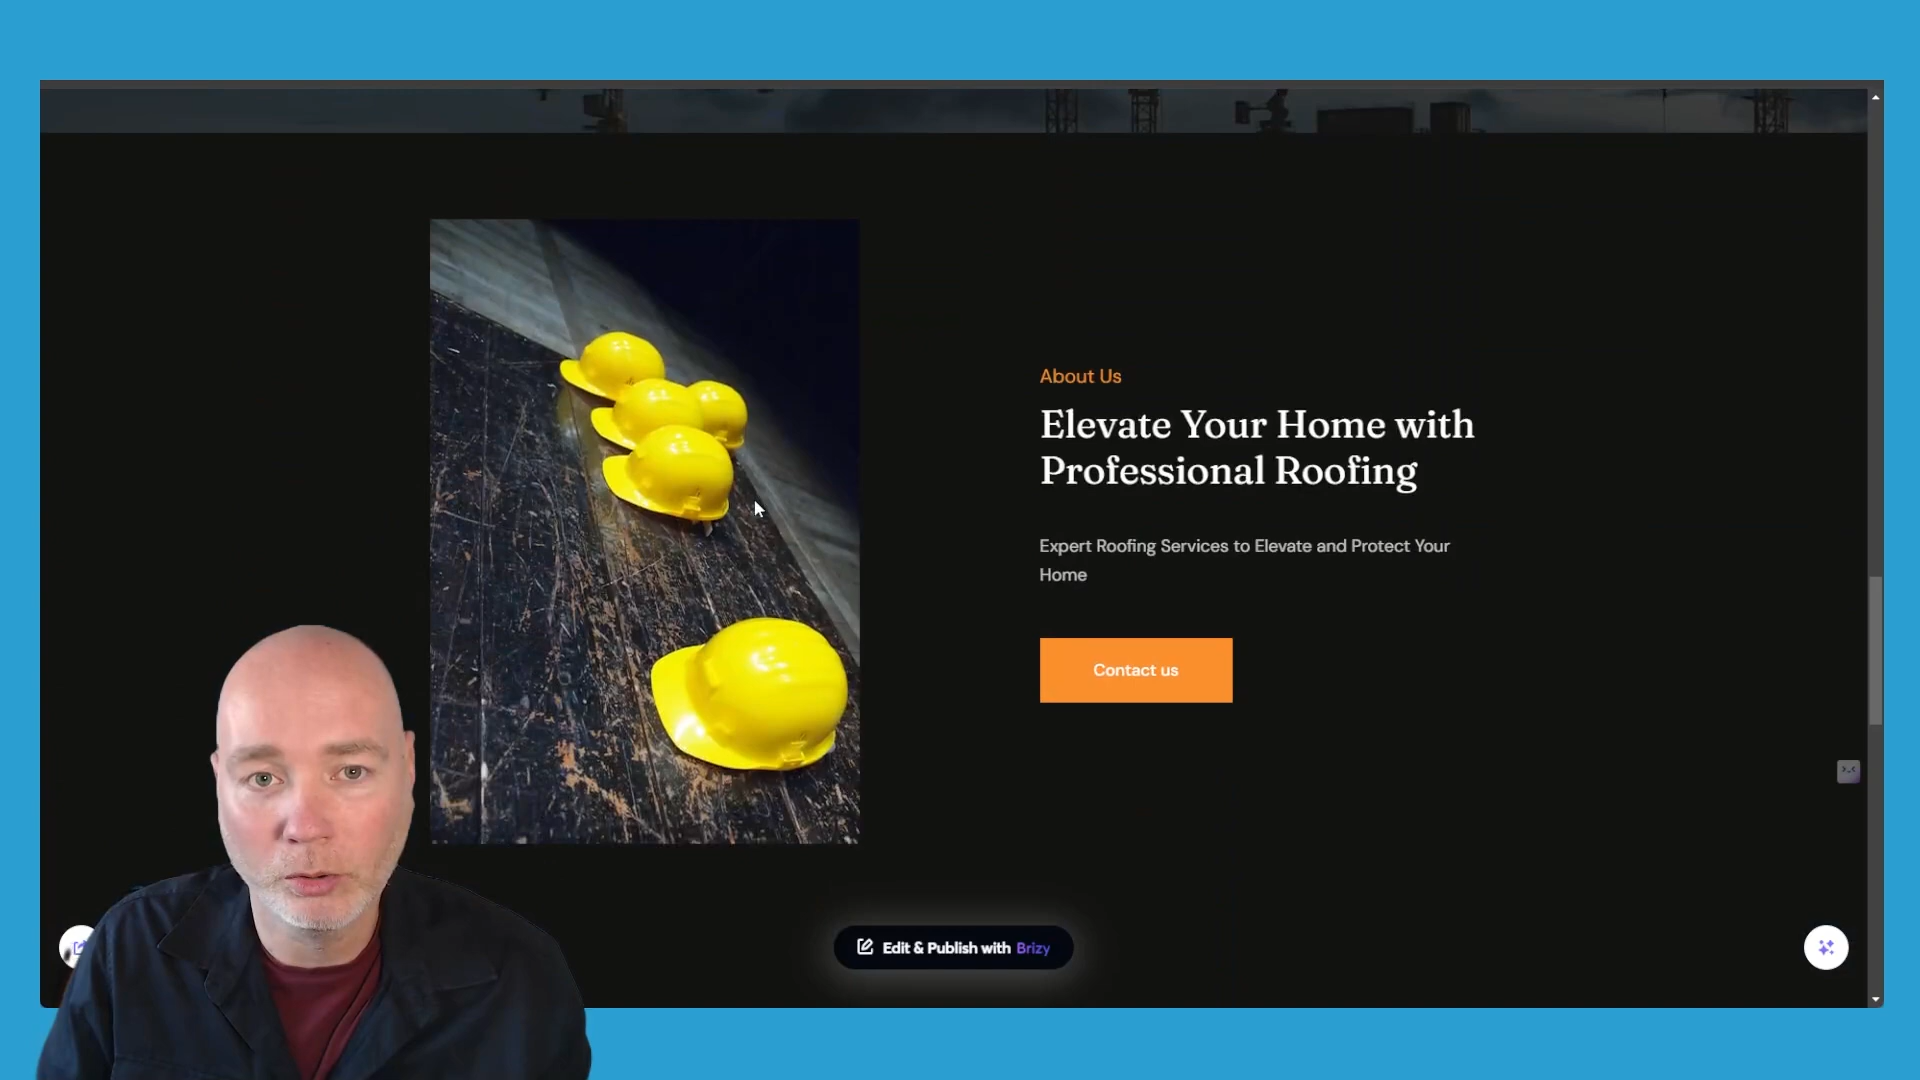 About Us
Elevate Your Home with
Professional Roofing
Expert Roofing Services to Elevate and Protect Your
Home
Contact us
Edit & Publish with Brizy